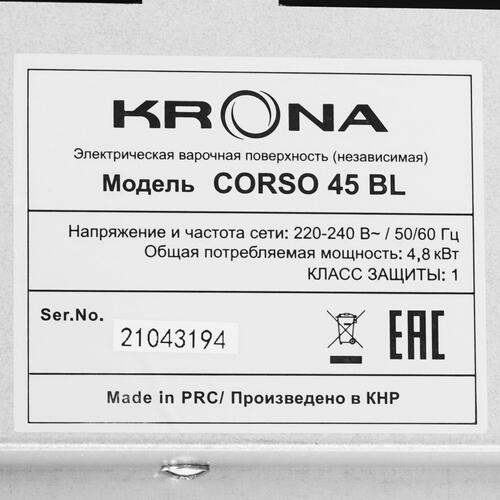 KRONA
Электрическая варочная поверхность (независимая)
Модель CORSO 45 BL
Напряжение и частота сети: 220-240 В~ / 50/60 Гц
Общая потребляемая мощность: 4,8 кВт
КЛАСС ЗАЩИТЫ: 1
Ser.No.
21043194
EAC
Made in PRC/ Произведено в КНР